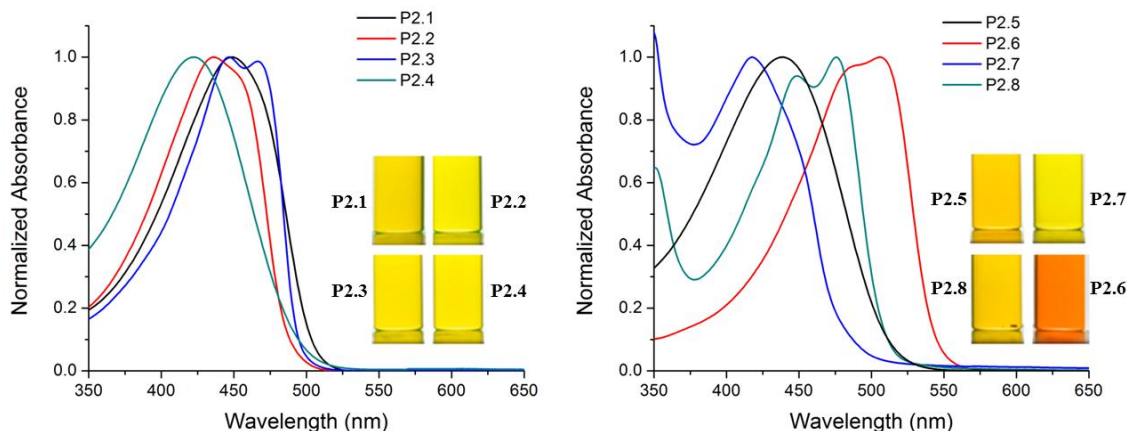 P2.1
P2.2
P2.3
P2.4
1.0
0.8
0.6
0.4
0.2
0.0
Normalized Absorbance
P2.1
P2.2
P2.3
P2.4
350 400 450 500 550 600 650
Wavelength (nm)
P2.5
P2.6
P2.7
P2.8
1.0
0.8
0.6
0.4
0.2
0.0
Normalized Absorbance
P2.5
P2.7
P2.8
P2.6
350 400 450 500 550 600 650
Wavelength (nm)